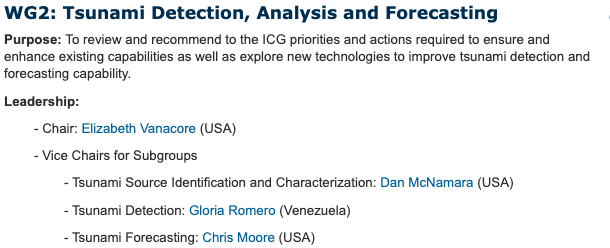 WG2: Tsunami Detection, Analysis and Forecasting
Purpose: To review and recommend to the ICG priorities and actions required to ensure and
enhance existing capabilities as well as explore new technologies to improve tsunami detection and
forecasting capability.
Leadership:
- Chair: Elizabeth Vanacore (USA)
- Vice Chairs for Subgroups
- Tsunami Source Identification and Characterization: Dan McNamara (USA)
- Tsunami Detection: Gloria Romero (Venezuela)
- Tsunami Forecasting: Chris Moore (USA)